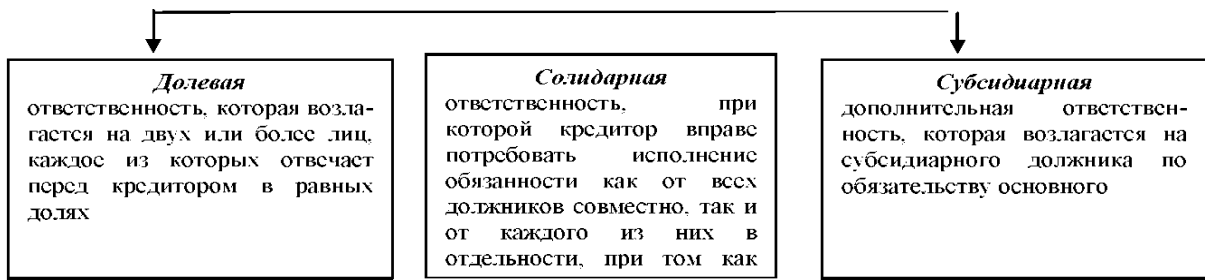 Долевая
ответственность, которая возла-
гается на двух или более лиц,
каждое из которых отвечает
перед кредитором в равных
долях
Солидарная
ответственность, при
которой кредитор вправе
потребовать исполнение
обязанности как от всех
должников совместно, так и
от каждого из них в
отдельности, при том как
Субсидиарная
дополнительная ответствен-
ность, которая возлагается на
субсидиарного должника по
обязательству основного